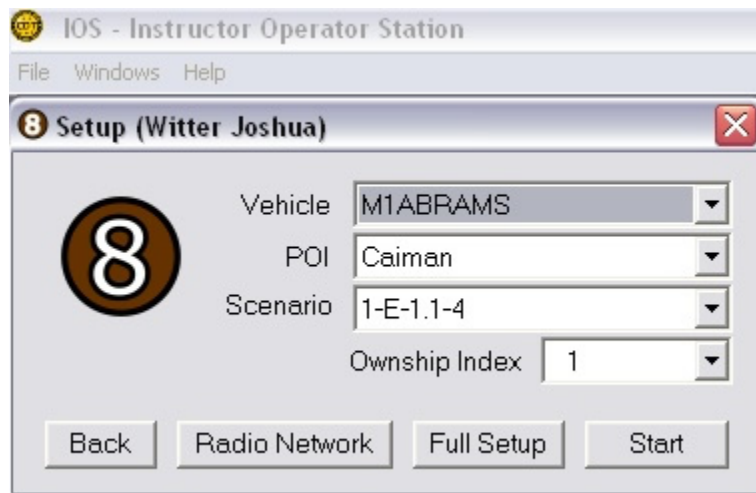 IOS - Instructor Operator Station
File Windows Help
8 Setup (Witter Joshua)
8
Vehicle M1ABRAMS
POI Caiman
Scenario 1-E-1.1-4
Ownship Index 1
Back Radio Network Full Setup Start